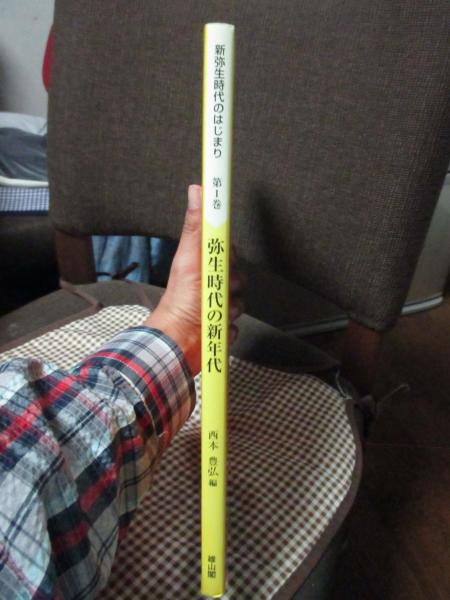 新弥生時代のはじまり 第1巻
弥生時代の新年代
西本 豊弘 編
雄山閣